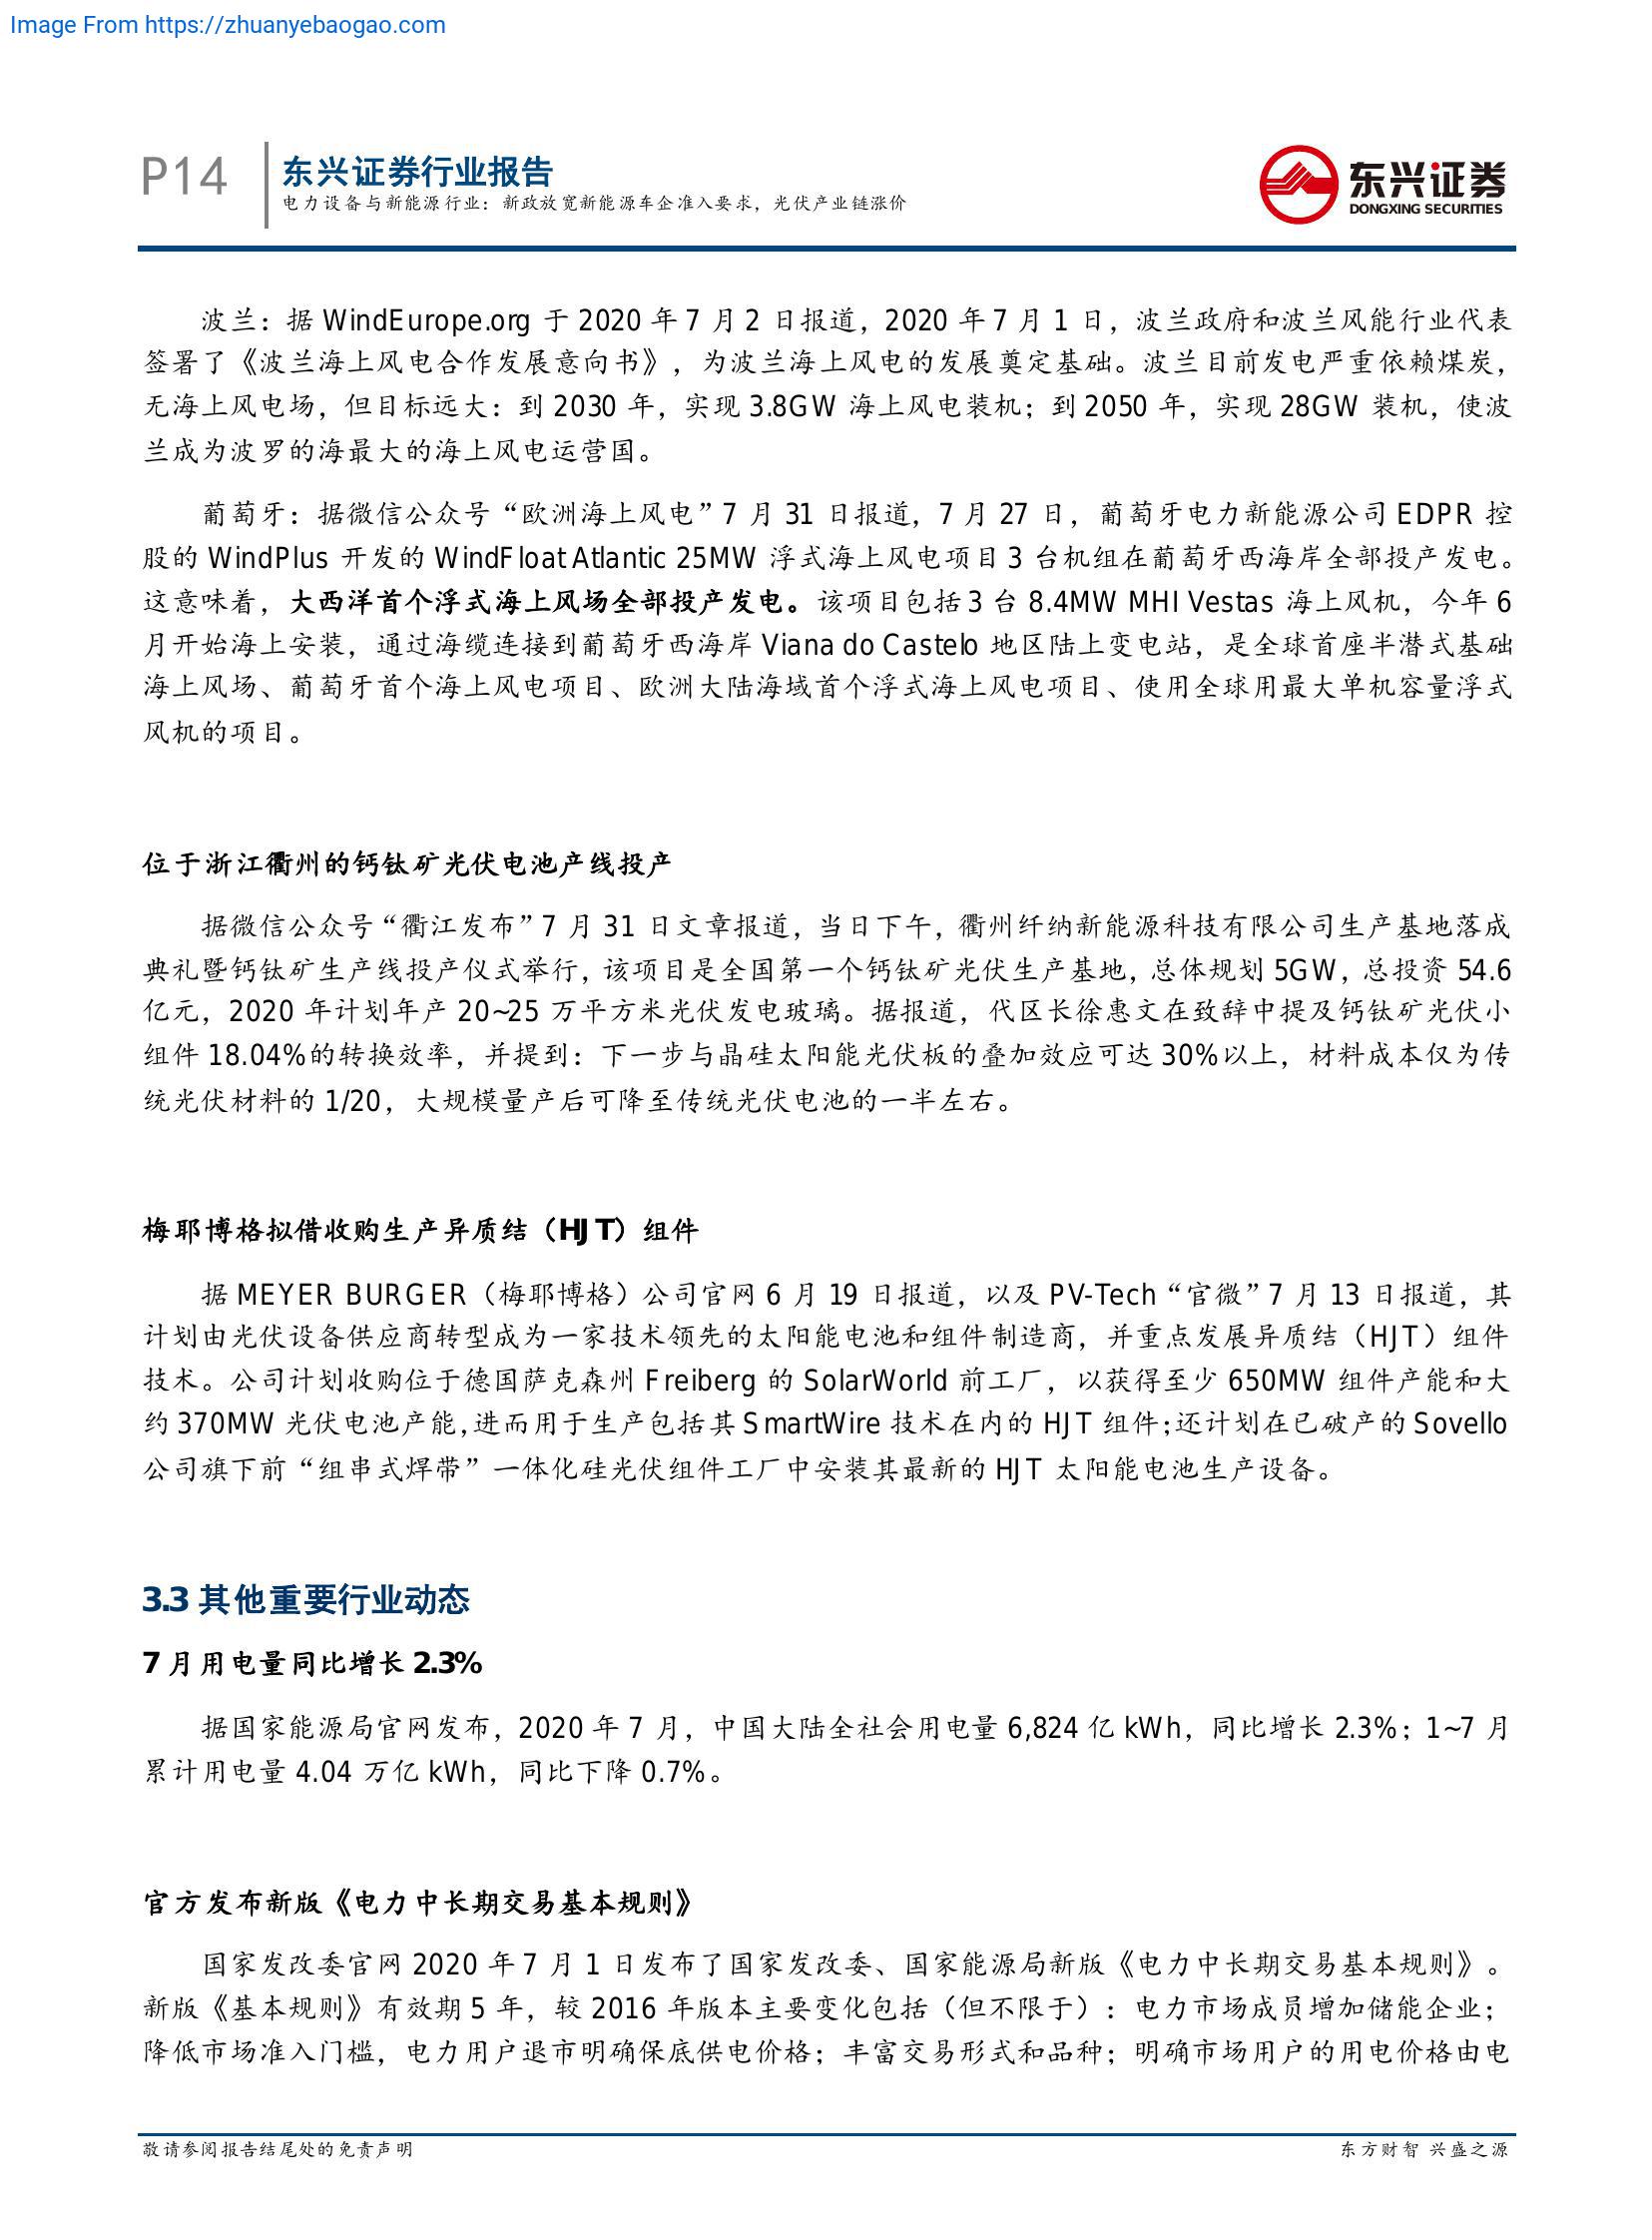 Image From https://zhuanyebaogao.com
P14
东兴证券行业报告
电力设备与新能源行业：新政放宽新能源车企准入要求，光伏产业链涨价
东兴证券
DONGXING SECURITIES
波兰：据 WindEurope.org 于 2020 年 7 月 2 日报道，2020 年 7 月 1 日，波兰政府和波兰风能行业代表
签署了《波兰海上风电合作发展意向书》，为波兰海上风电的发展奠定基础。波兰目前发电严重依赖煤炭，
无海上风电场，但目标远大：到 2030 年，实现 3.8GW 海上风电装机；到 2050 年，实现 28GW 装机，使波
兰成为波罗的海最大的海上风电运营国。
葡萄牙：据微信公众号“欧洲海上风电”7 月 31 日报道，7 月 27 日，葡萄牙电力新能源公司 EDPR 控
股的 WindPlus 开发的 WindFloat Atlantic 25MW 浮式海上风电项目 3 台机组在葡萄牙西海岸全部投产发电。
这意味着，大西洋首个浮式海上风场全部投产发电。该项目包括 3 台 8.4MW MHI Vestas 海上风机，今年 6
月开始海上安装，通过海缆连接到葡萄牙西海岸 Viana do Castelo 地区陆上变电站，是全球首座半潜式基础
海上风场、葡萄牙首个海上风电项目、欧洲大陆海域首个浮式海上风电项目、使用全球用最大单机容量浮式
风机的项目。
位于浙江衢州的钙钛矿光伏电池产线投产
据微信公众号“衢江发布”7 月 31 日文章报道，当日下午，衢州纤纳新能源科技有限公司生产基地落成
典礼暨钙钛矿生产线投产仪式举行，该项目是全国第一个钙钛矿光伏生产基地，总体规划 5GW，总投资 54.6
亿元，2020 年计划年产 20~25 万平方米光伏发电玻璃。据报道，代区长徐惠文在致辞中提及钙钛矿光伏小
组件 18.04%的转换效率，并提到：下一步与晶硅太阳能光伏板的叠加效应可达 30%以上，材料成本仅为传
统光伏材料的 1/20，大规模量产后可降至传统光伏电池的一半左右。
梅耶博格拟借收购生产异质结（HJT）组件
据 MEYER BURGER（梅耶博格）公司官网 6 月 19 日报道，以及 PV-Tech“官微”7 月 13 日报道，其
计划由光伏设备供应商转型成为一家技术领先的太阳能电池和组件制造商，并重点发展异质结（HJT）组件
技术。公司计划收购位于德国萨克森州 Freiberg 的 SolarWorld 前工厂，以获得至少 650MW 组件产能和大
约 370MW 光伏电池产能，进而用于生产包括其 SmartWire 技术在内的 HJT 组件；还计划在已破产的 Sovello
公司旗下前“组串式焊带”一体化硅光伏组件工厂中安装其最新的 HJT 太阳能电池生产设备。
3.3 其他重要行业动态
7 月用电量同比增长 2.3%
据国家能源局官网发布，2020 年 7 月，中国大陆全社会用电量 6,824 亿 kWh，同比增长 2.3%；1~7 月
累计用电量 4.04 万亿 kWh，同比下降 0.7%。
官方发布新版《电力中长期交易基本规则》
国家发改委官网 2020 年 7 月 1 日发布了国家发改委、国家能源局新版《电力中长期交易基本规则》。
新版《基本规则》有效期 5 年，较 2016 年版本主要变化包括（但不限于）：电力市场成员增加储能企业；
降低市场准入门槛，电力用户退市明确保底供电价格；丰富交易形式和品种；明确市场用户的用电价格由电
敬请参阅报告结尾处的免责声明
东方财智 兴盛之源